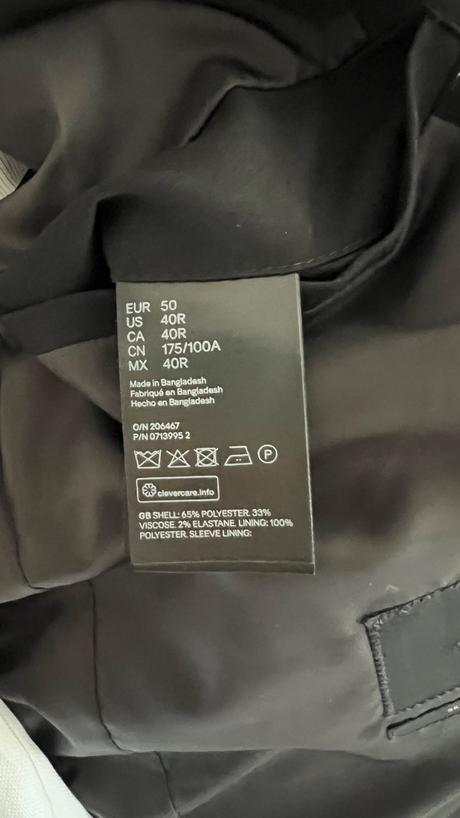 EUR 50
US 40R
CA 40R
CN 175/100A
MX 40R
Made in Bangladesh
Fabriqué en Bangladesh
Hecho en Bangladesh
O/N 206467
P/N 0713995 2
P
clevercare.info
GB SHELL: 65% POLYESTER. 33%
VISCOSE. 2% ELASTANE. LINING: 100%
POLYESTER. SLEEVE LINING: